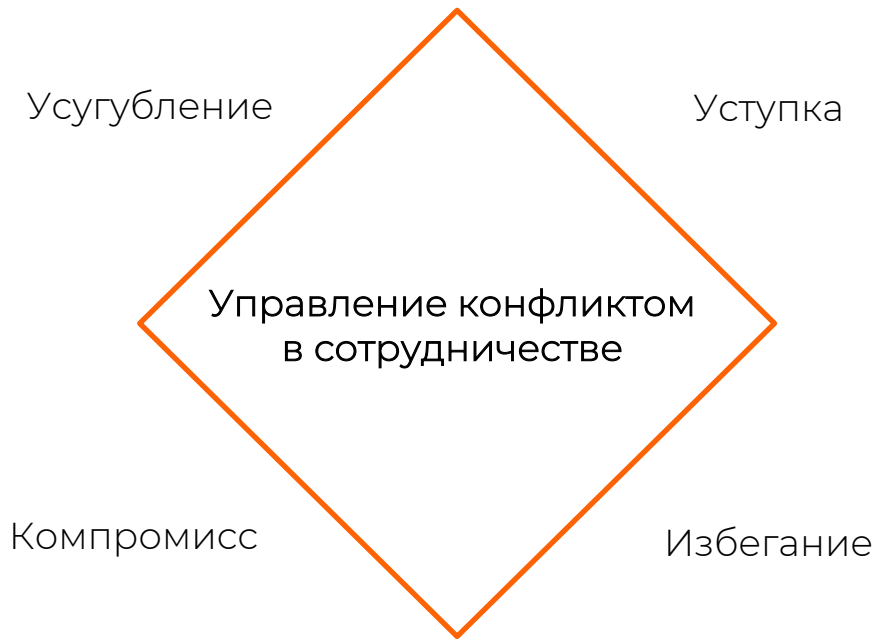 Усугубление
Уступка
Управление конфликтом
в сотрудничестве
Компромисс
Избегание